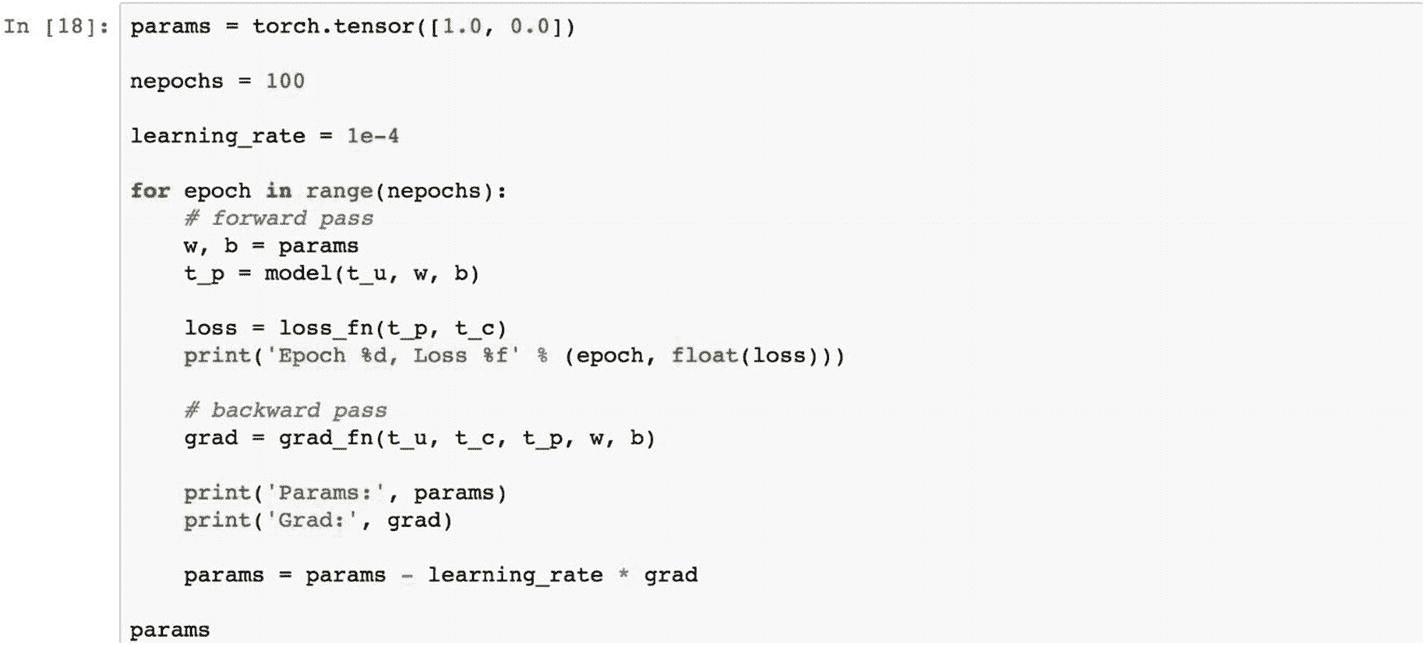 In [18]: params = torch.tensor([1.0, 0.0])
nepochs = 100
learning_rate = 1e-4
for epoch in range(nepochs):
# forward pass
w, b = params
t_p = model(t_u, w, b)
loss = loss_fn(t_p, t_c)
print('Epoch %d, Loss %f' % (epoch, float(loss)))
# backward pass
grad = grad_fn(t_u, t_c, t_p, w, b)
print('Params:', params)
print('Grad:', grad)
params = params - learning_rate * grad
params